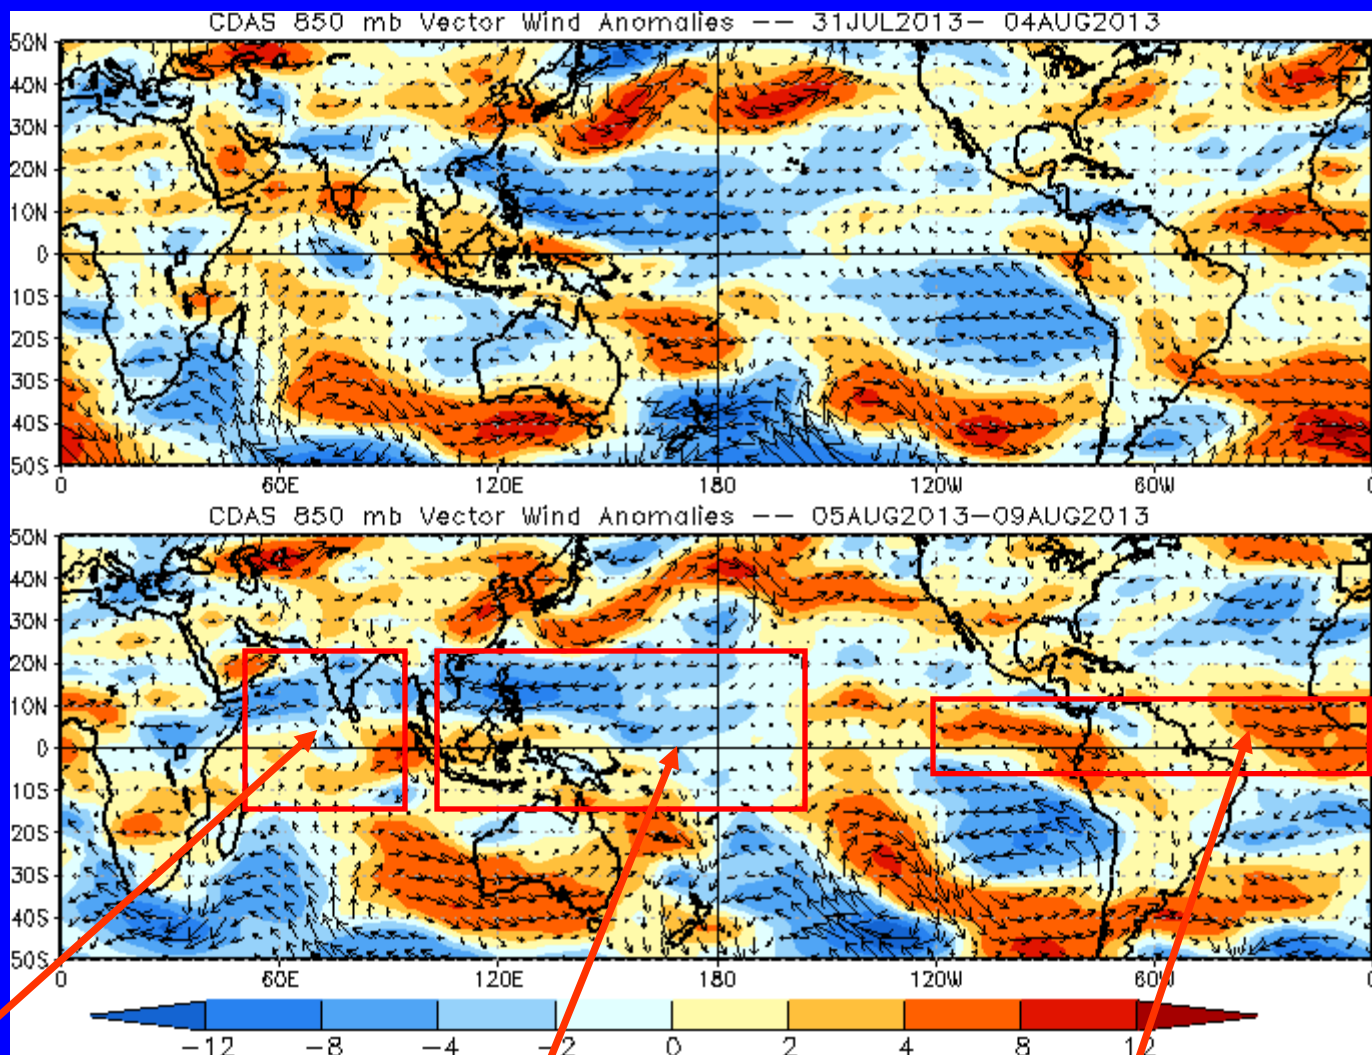 CDAS 850 mb Vector Wind Anomalies -- 31JUL2013- 04AUG2013
50N
40N
30N
20N
10N
0
10S
20S
30S
40S
50S
0 60E 120E 180 120W 60W 0
CDAS 850 mb Vector Wind Anomalies -- 05AUG2013-09AUG2013
50N
40N
30N
20N
10N
0
10S
20S
30S
40S
50S
0 60E 120E 180 120W 60W 0
-12 -8 -4 -2 0 2 4 8 12